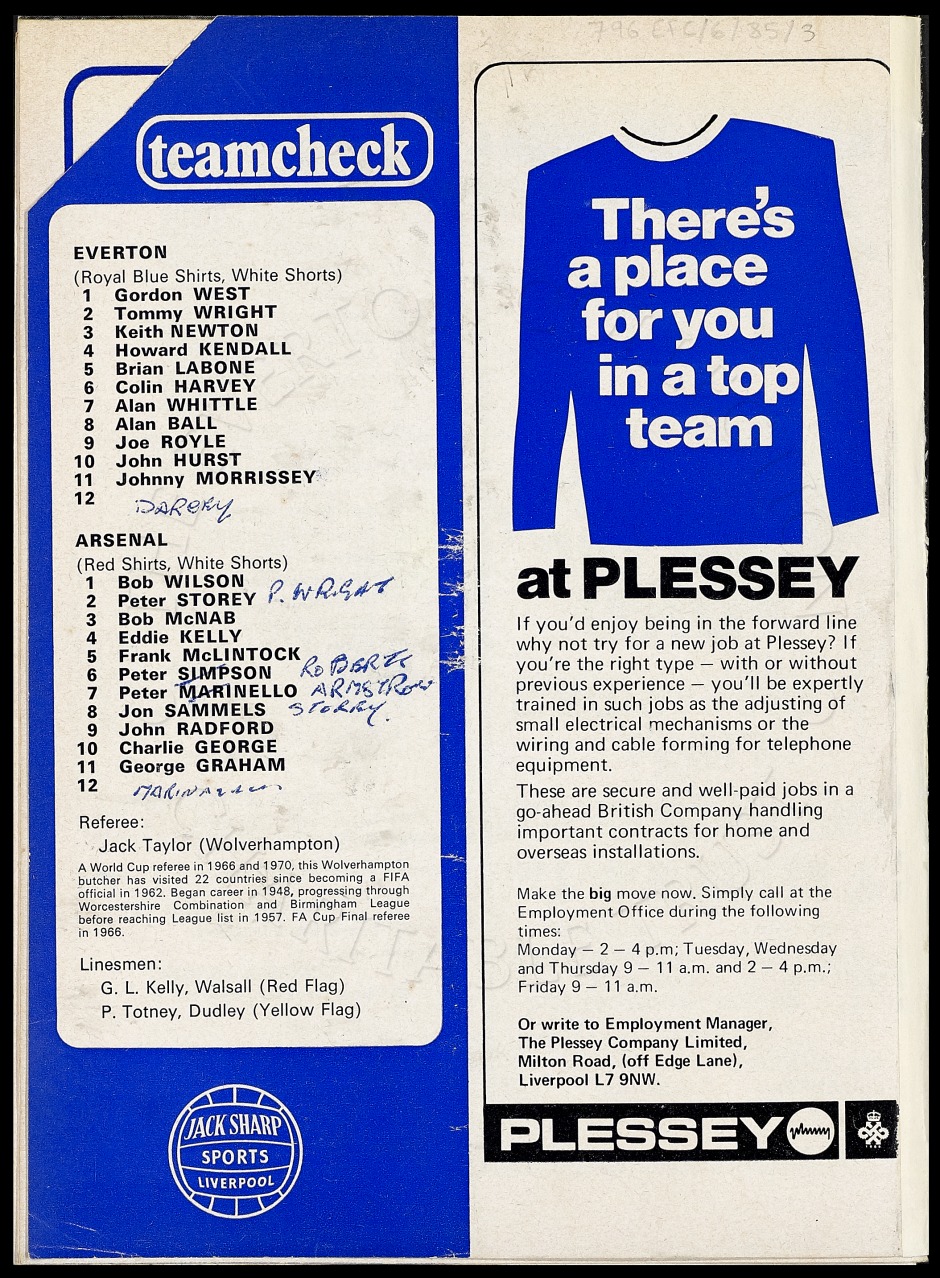 796 EFC/6/85/3
teamcheck
EVERTON
(Royal Blue Shirts, White Shorts)
1 Gordon WEST
2 Tommy WRIGHT
3 Keith NEWTON
4 Howard KENDALL
5 Brian LABONE
6 Colin HARVEY
7 Alan WHITTLE
8 Alan BALL
9 Joe ROYLE
10 John HURST
11 Johnny MORRISSEY
12
ARSENAL
(Red Shirts, White Shorts)
1 Bob WILSON
2 Peter STOREY P. WRIGHT
3 Bob McNAB
4 Eddie KELLY
5 Frank McLINTOCK
6 Peter SIMPSON ROBERTS
7 Peter MARINELLO ARMSTRON
8 Jon SAMMELS STOREY
9 John RADFORD
10 Charlie GEORGE
11 George GRAHAM
12
Referee:
Jack Taylor (Wolverhampton)
A World Cup referee in 1966 and 1970, this Wolverhampton
butcher has visited 22 countries since becoming a FIFA
official in 1962. Began career in 1948, progressing through
Worcestershire Combination and Birmingham League
before reaching League list in 1957. FA Cup Final referee
in 1966.
Linesmen:
G. L. Kelly, Walsall (Red Flag)
P. Totney, Dudley (Yellow Flag)
JACK SHARP
SPORTS
LIVERPOOL
There's
a place
for you
in a top
team
at PLESSEY
If you'd enjoy being in the forward line
why not try for a new job at Plessey? If
you're the right type — with or without
previous experience — you'll be expertly
trained in such jobs as the adjusting of
small electrical mechanisms or the
wiring and cable forming for telephone
equipment.
These are secure and well-paid jobs in a
go-ahead British Company handling
important contracts for home and
overseas installations.
Make the big move now. Simply call at the
Employment Office during the following
times:
Monday — 2 — 4 p.m; Tuesday, Wednesday
and Thursday 9 — 11 a.m. and 2 — 4 p.m.;
Friday 9 — 11 a.m.
Or write to Employment Manager,
The Plessey Company Limited,
Milton Road, (off Edge Lane),
Liverpool L7 9NW.
PLESSEY